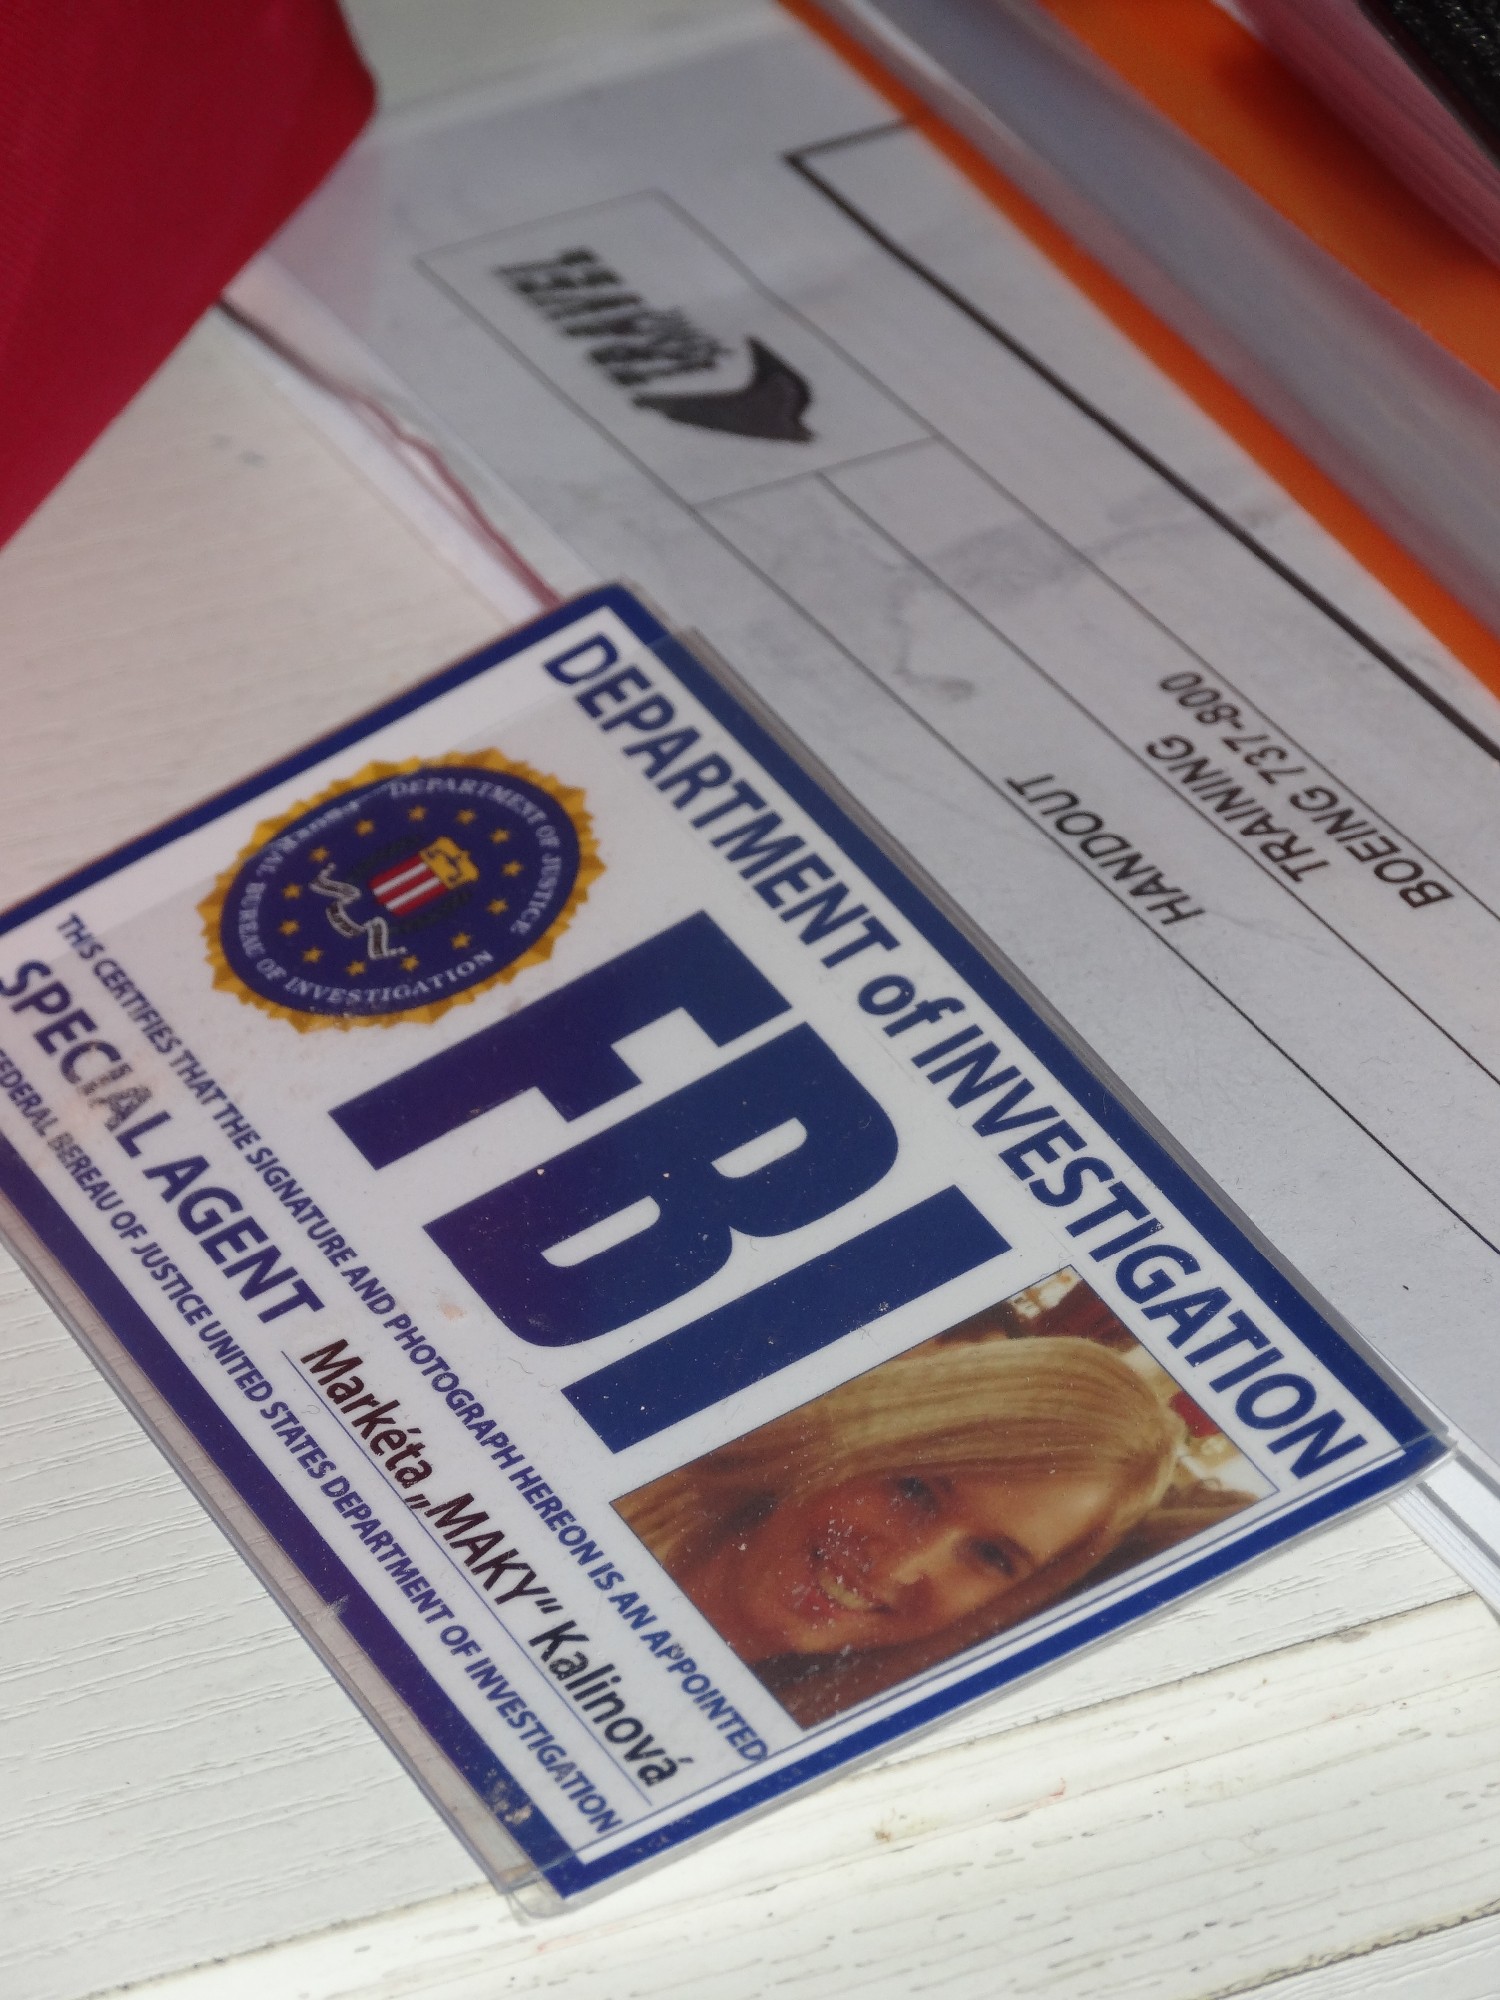 TRAVEL
SERVICE
HANDOUT
TRAINING
BOEING 737-800
DEPARTMENT of INVESTIGATION
DEPARTMENT OF JUSTICE
BUREAU OF INVESTIGATION
FBI
THIS CERTIFIES THAT THE SIGNATURE AND PHOTOGRAPH HEREON IS AN APPOINTED
SPECIAL AGENT Markéta „MAKY“ Kalinová
FEDERAL BEREAU OF JUSTICE UNITED STATES DEPARTMENT OF INVESTIGATION